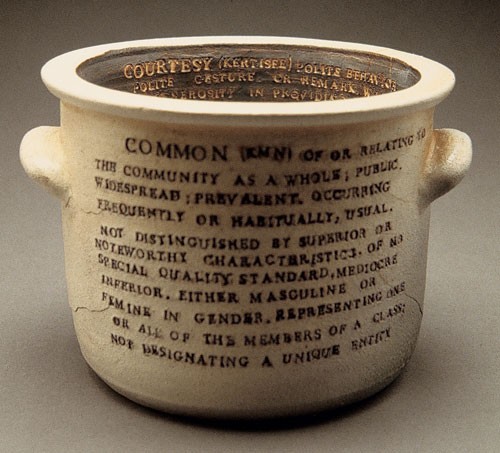 COURTESY (KERTISEE) POLITE BEHAVIOR
POLITE GESTURE OR REMARK
GENEROSITY IN PROVIDING
COMMON (KMN) OF OR RELATING TO
THE COMMUNITY AS A WHOLE; PUBLIC.
WIDESPREAD; PREVALENT. OCCURRING
FREQUENTLY OR HABITUALLY, USUAL.
NOT DISTINGUISHED BY SUPERIOR OR
NOTEWORTHY CHARACTERISTICS. OF NO
SPECIAL QUALITY STANDARD, MEDIOCRE
INFERIOR. EITHER MASCULINE OR
FEMINE IN GENDER. REPRESENTING ONE
OR ALL OF THE MEMBERS OF A CLASS;
NOT DESIGNATING A UNIQUE ENTITY